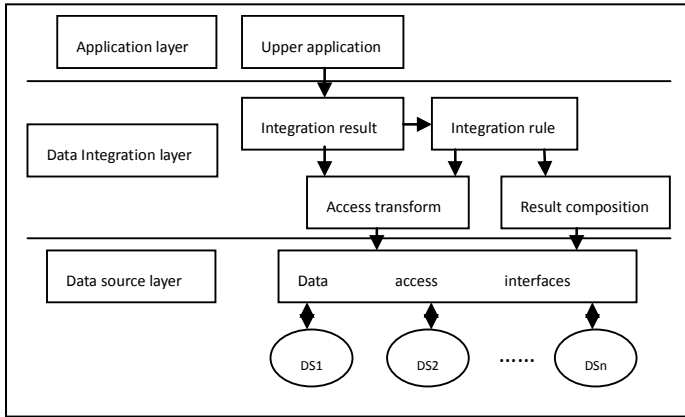 Application layer
Upper application
Integration result
Integration rule
Data Integration layer
Access transform
Result composition
Data source layer
Data access interfaces
DS1
DS2
……
DSn